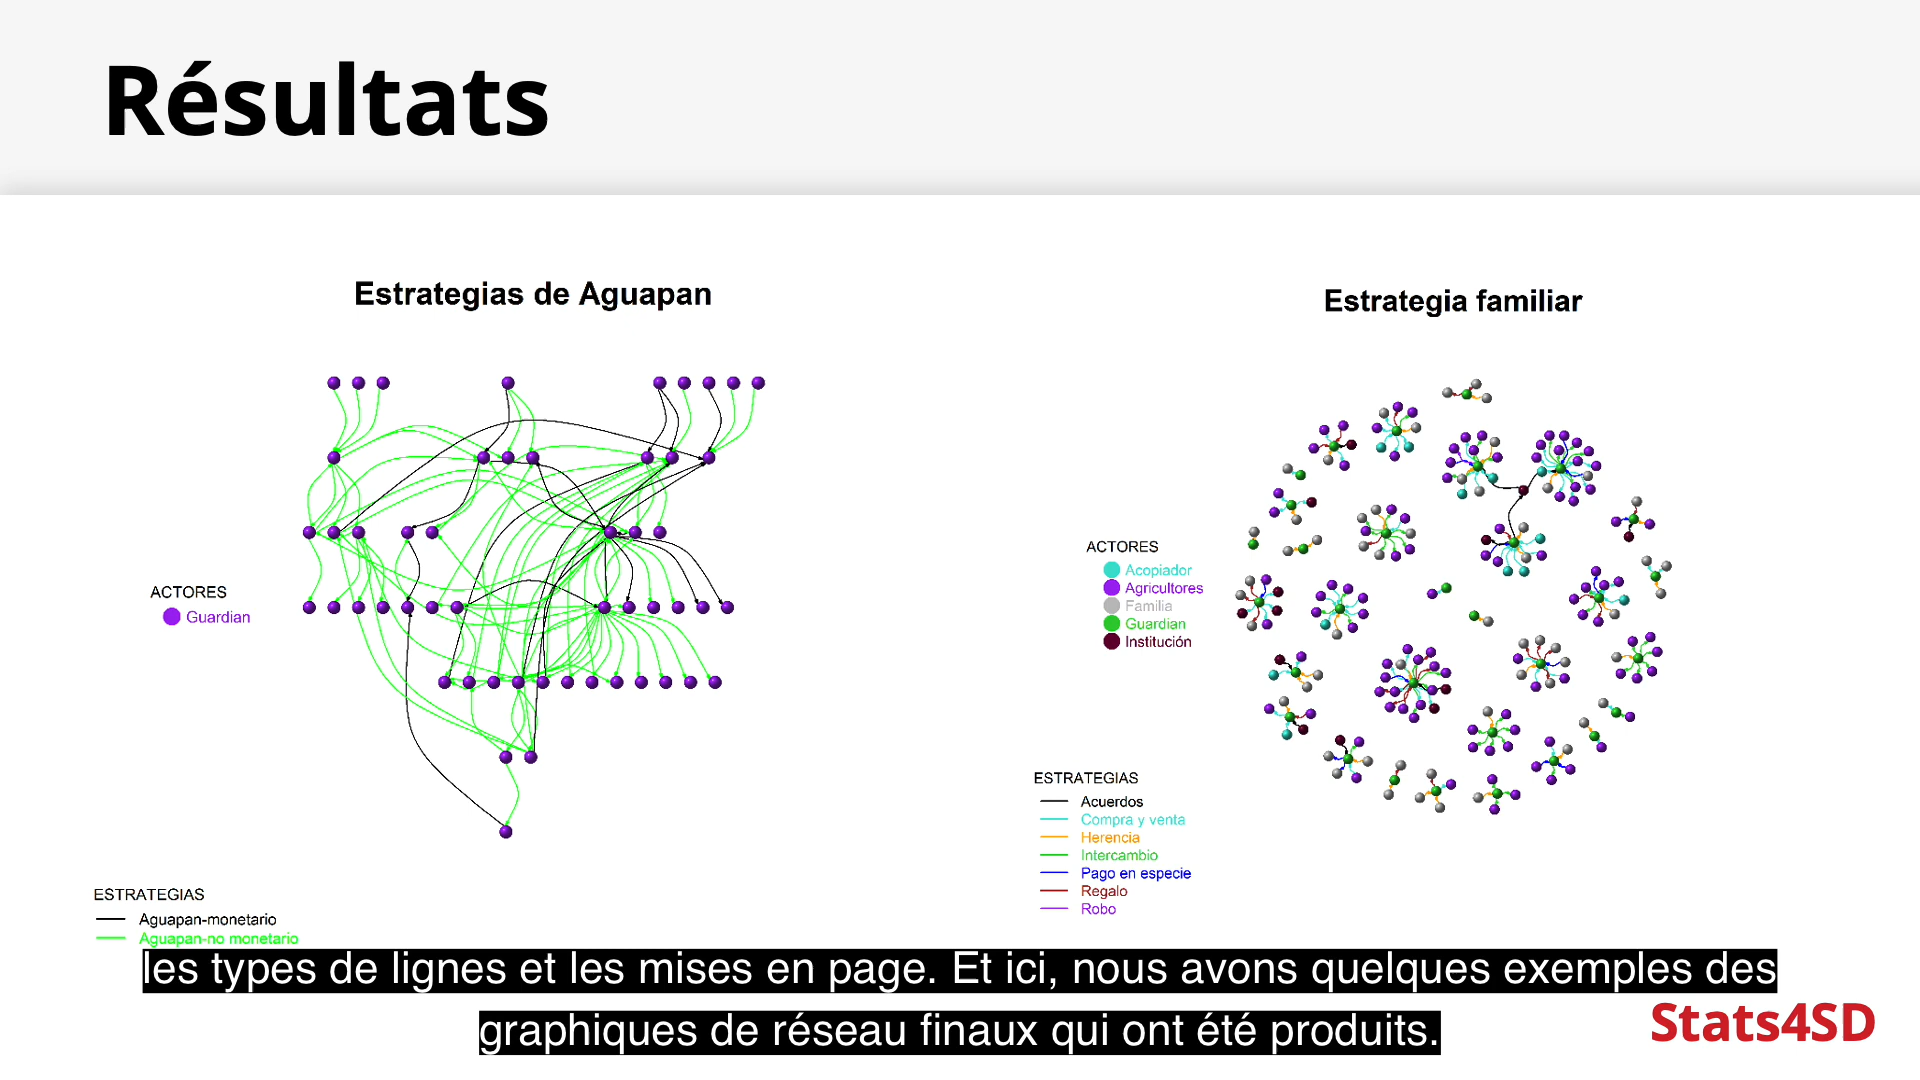 Résultats
Estrategias de Aguapan
ACTORES
Guardian
ESTRATEGIAS
Aguapan-monetario
Aguapan-no monetario
Estrategia familiar
ACTORES
Acopiador
Agricultores
Familia
Guardian
Institución
ESTRATEGIAS
Acuerdos
Compra y venta
Herencia
Intercambio
Pago en especie
Regalo
Robo
les types de lignes et les mises en page. Et ici, nous avons quelques exemples des
graphiques de réseau finaux qui ont été produits.
Stats4SD